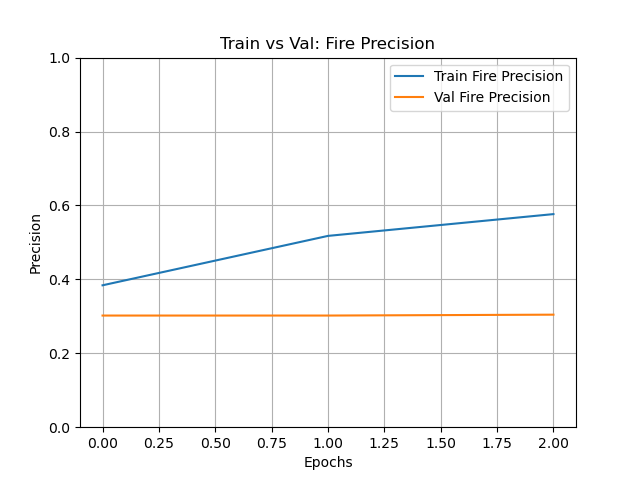 Train vs Val: Fire Precision
Train Fire Precision
Val Fire Precision
Precision
1.0
0.8
0.6
0.4
0.2
0.0
0.00 0.25 0.50 0.75 1.00 1.25 1.50 1.75 2.00
Epochs